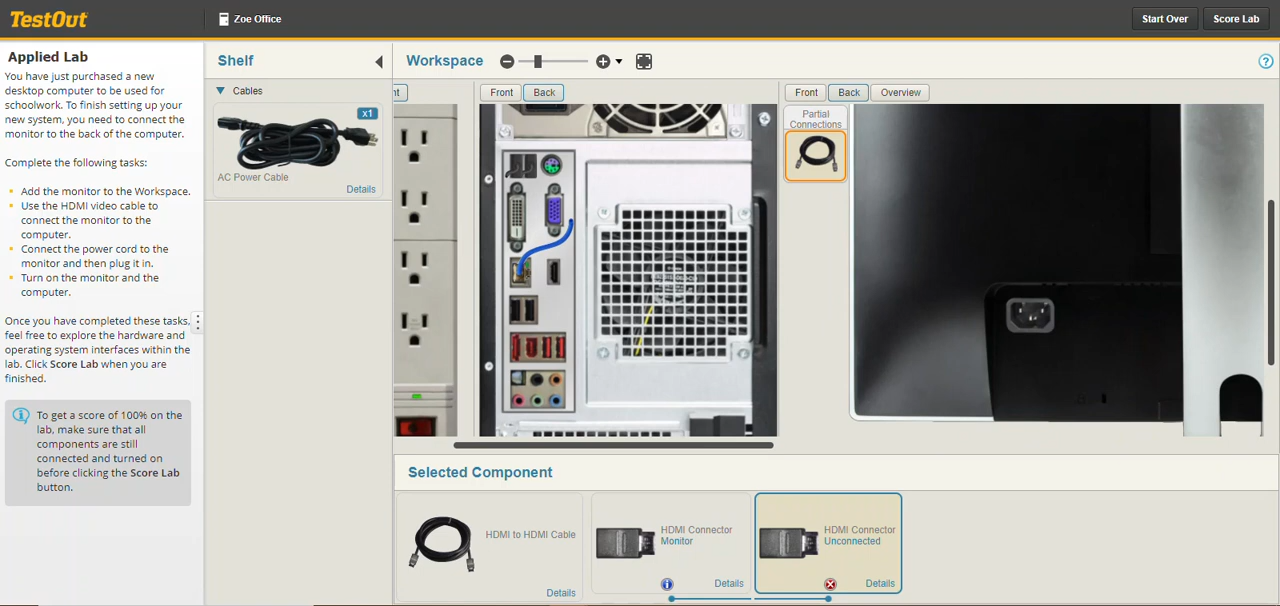 TestOut
Zoe Office
Start Over
Score Lab
Applied Lab
You have just purchased a new
desktop computer to be used for
schoolwork. To finish setting up your
new system, you need to connect the
monitor to the back of the computer.
Complete the following tasks:
Add the monitor to the Workspace.
Use the HDMI video cable to
connect the monitor to the
computer.
Connect the power cord to the
monitor and then plug it in.
Turn on the monitor and the
computer.
Once you have completed these tasks,
feel free to explore the hardware and
operating system interfaces within the
lab. Click Score Lab when you are
finished.
To get a score of 100% on the
lab, make sure that all
components are still
connected and turned on
before clicking the Score Lab
button.
Shelf
Cables
x1
AC Power Cable
Details
Workspace
nt
Front
Back
Front
Back
Overview
Partial
Connections
Selected Component
HDMI to HDMI Cable
Details
HDMI Connector
Monitor
Details
HDMI Connector
Unconnected
Details